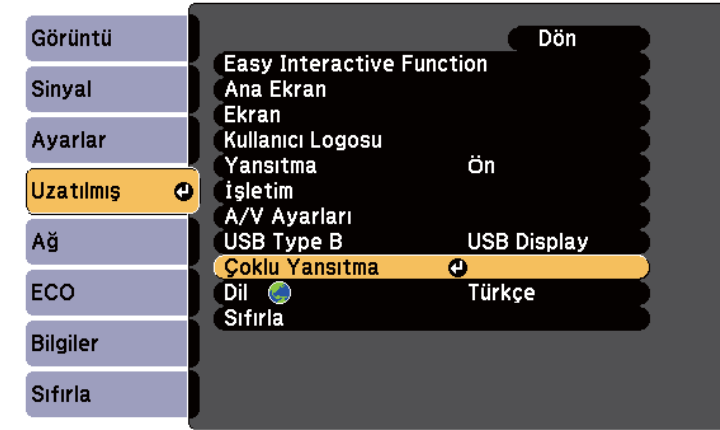 Görüntü
Sinyal
Ayarlar
Uzatılmış
Ağ
ECO
Bilgiler
Sıfırla
Dön
Easy Interactive Function
Ana Ekran
Ekran
Kullanıcı Logosu
Yansıtma Ön
İşletim
A/V Ayarları
USB Type B USB Display
Çoklu Yansıtma
Dil Türkçe
Sıfırla